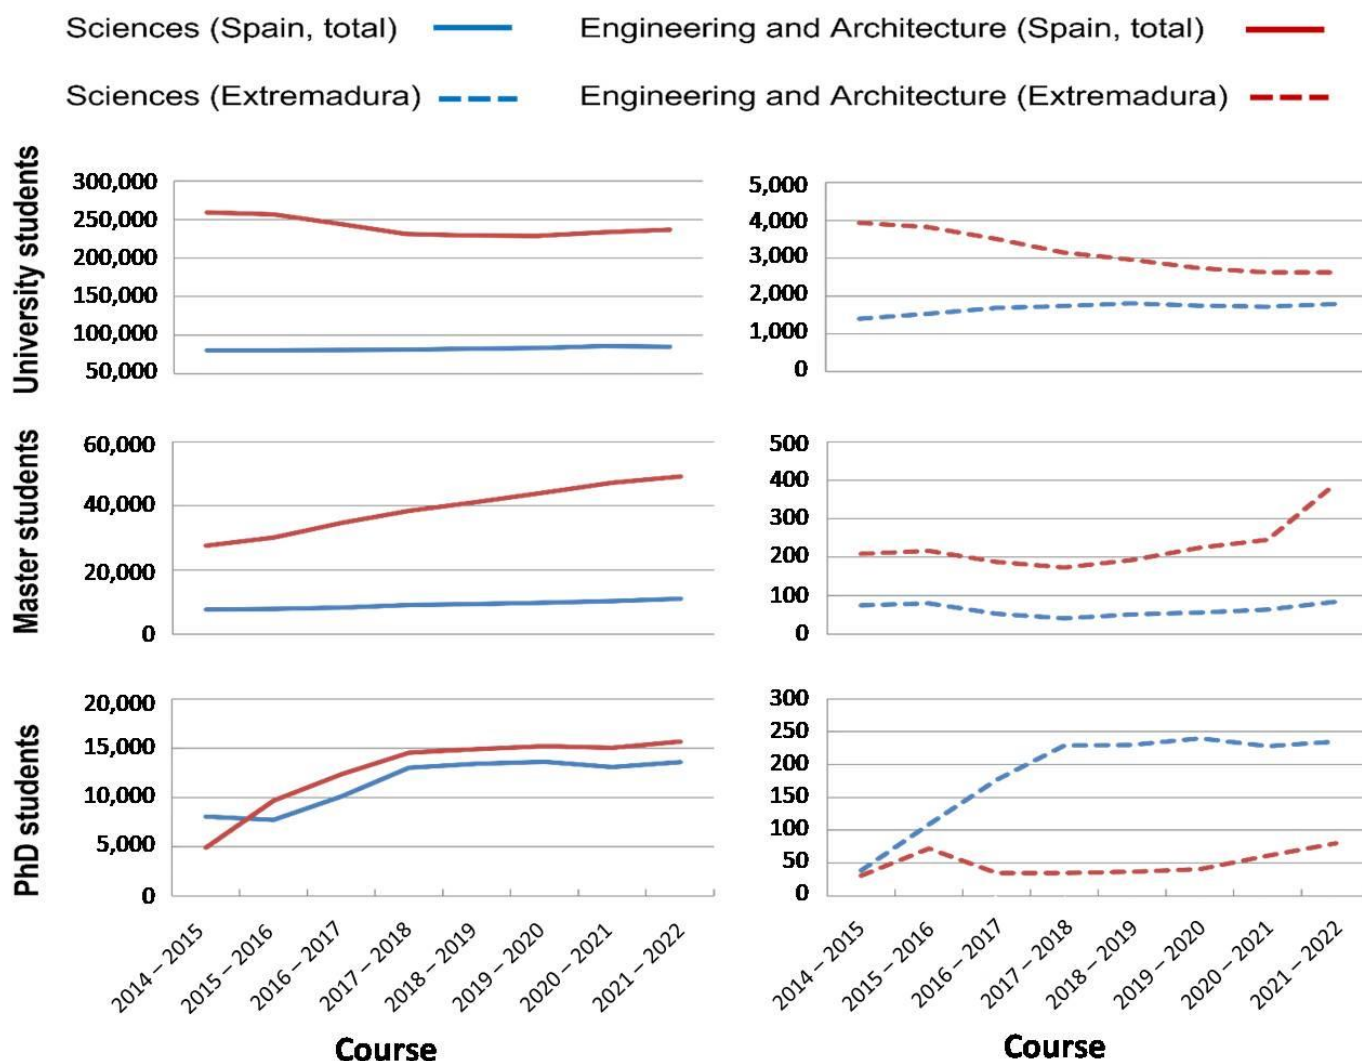 Sciences (Spain, total)
Engineering and Architecture (Spain, total)
Sciences (Extremadura)
Engineering and Architecture (Extremadura)
University students
300,000
250,000
200,000
150,000
100,000
50,000
5,000
4,000
3,000
2,000
1,000
0
Master students
60,000
40,000
20,000
0
500
400
300
200
100
0
PhD students
20,000
15,000
10,000
5,000
0
300
250
200
150
100
50
0
2014 – 2015
2015 – 2016
2016 – 2017
2017 – 2018
2018 – 2019
2019 – 2020
2020 – 2021
2021 – 2022
Course
2014 – 2015
2015 – 2016
2016 – 2017
2017 – 2018
2018 – 2019
2019 – 2020
2020 – 2021
2021 – 2022
Course